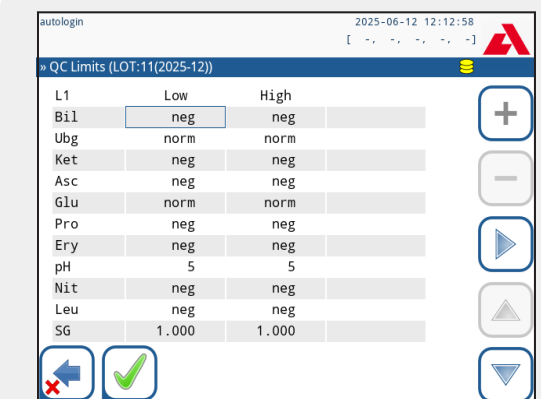 autologin 2025-06-12 12:12:58
[ -, -, -, -, -]
» QC Limits (LOT:11(2025-12))
L1 Low High
Bil neg neg
Ubg norm norm
Ket neg neg
Asc neg neg
Glu norm norm
Pro neg neg
Ery neg neg
pH 5 5
Nit neg neg
Leu neg neg
SG 1.000 1.000